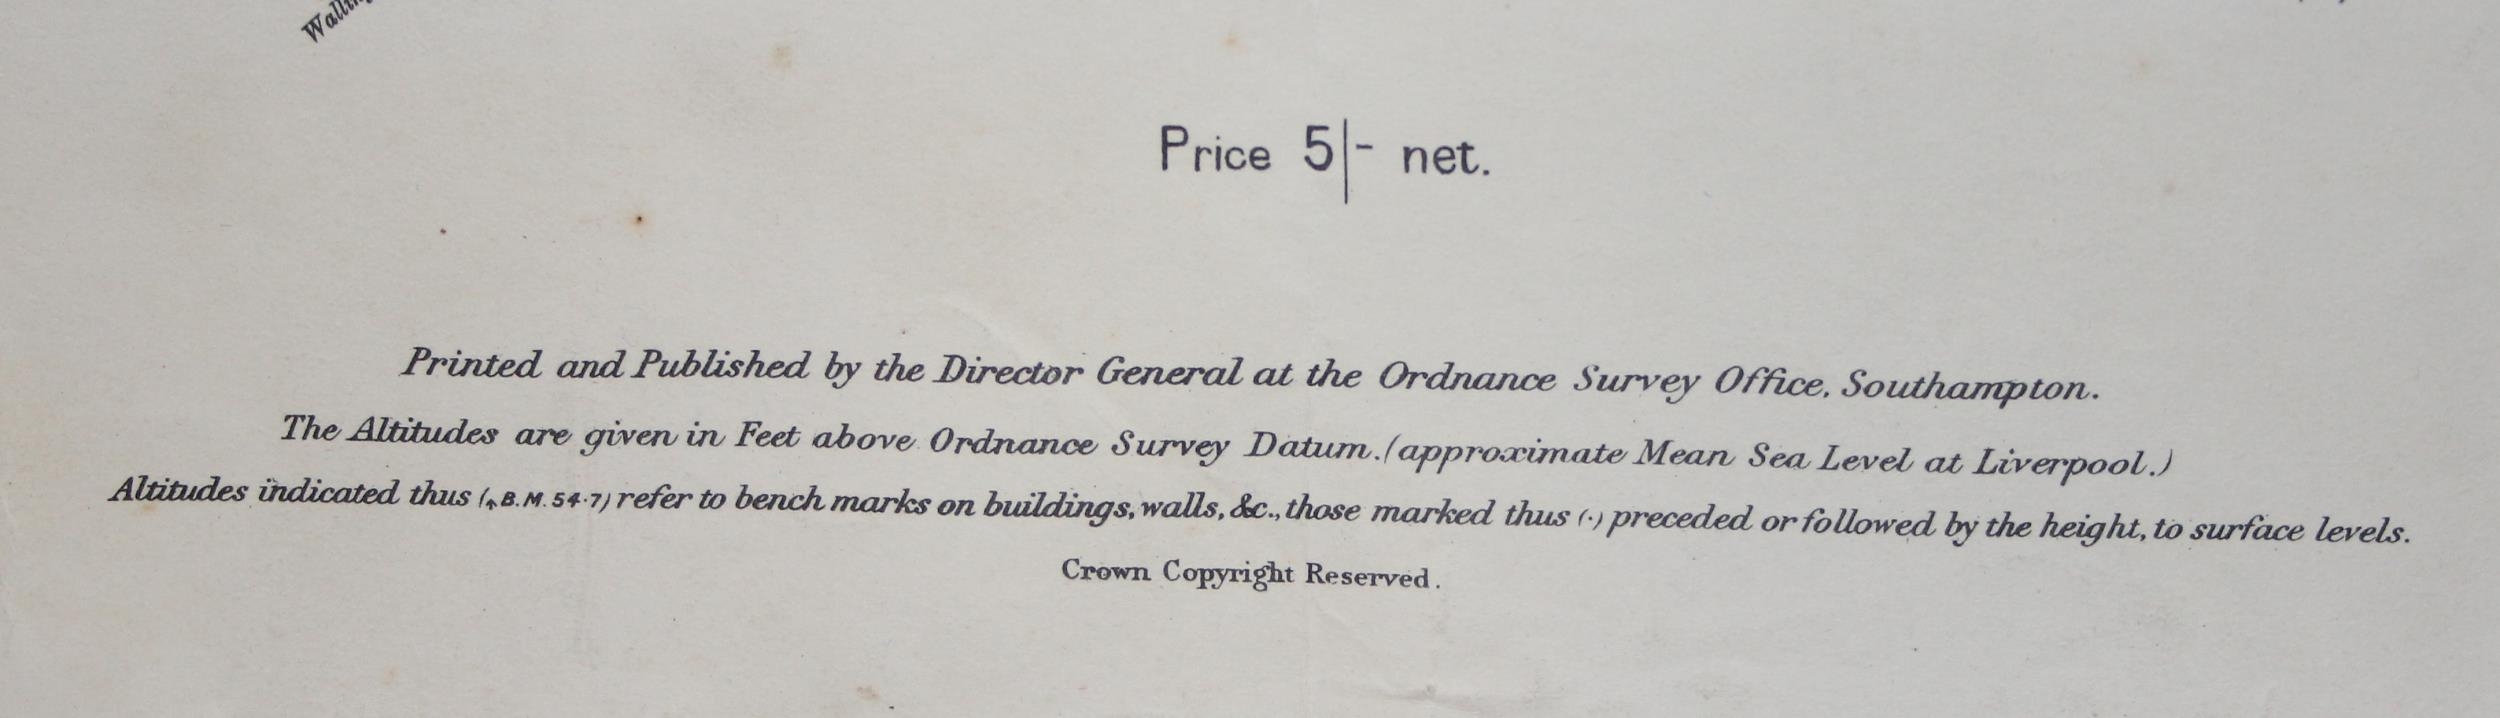 Price 5/- net.
Printed and Published by the Director General at the Ordnance Survey Office, Southampton.
The Altitudes are given in Feet above Ordnance Survey Datum.(approximate Mean Sea Level at Liverpool.)
Altitudes indicated thus (↑B.M. 54·7) refer to bench marks on buildings, walls, &c., those marked thus (·) preceded or followed by the height, to surface levels.
Crown Copyright Reserved.